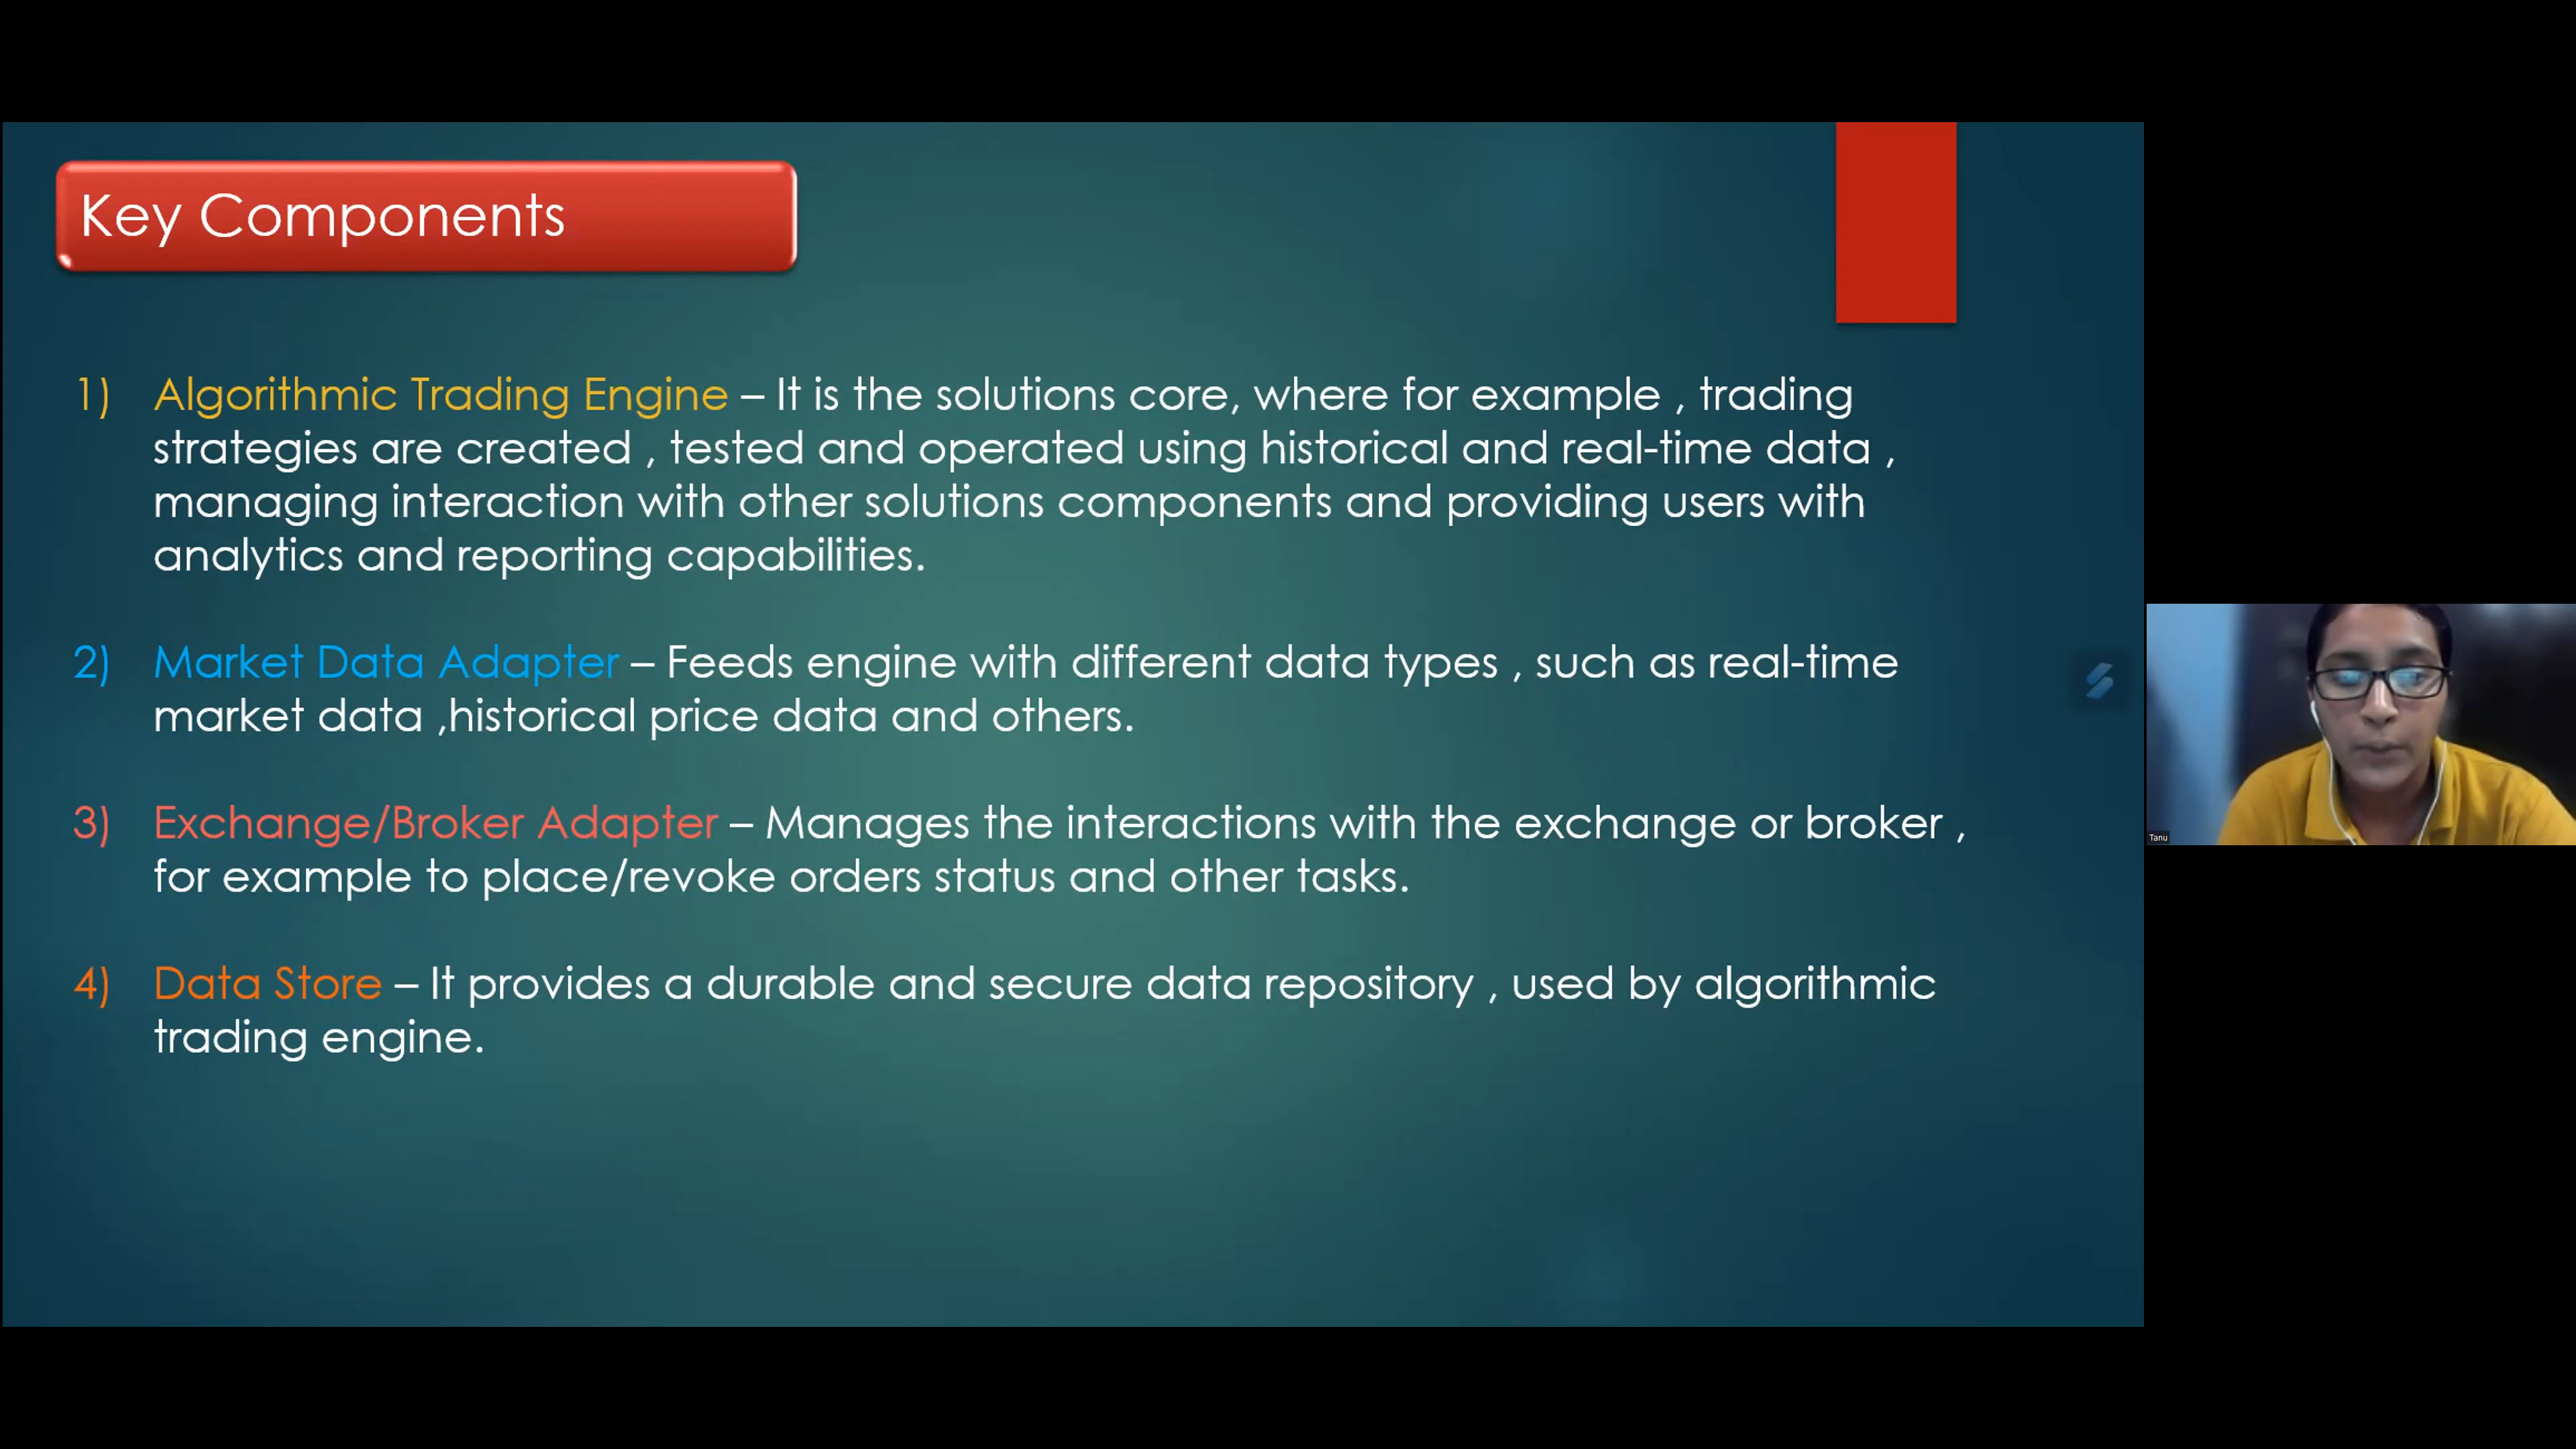 Key Components
1) Algorithmic Trading Engine – It is the solutions core, where for example , trading
strategies are created , tested and operated using historical and real-time data ,
managing interaction with other solutions components and providing users with
analytics and reporting capabilities.
2) Market Data Adapter – Feeds engine with different data types , such as real-time
market data ,historical price data and others.
3) Exchange/Broker Adapter – Manages the interactions with the exchange or broker ,
for example to place/revoke orders status and other tasks.
4) Data Store – It provides a durable and secure data repository , used by algorithmic
trading engine.
Tanu